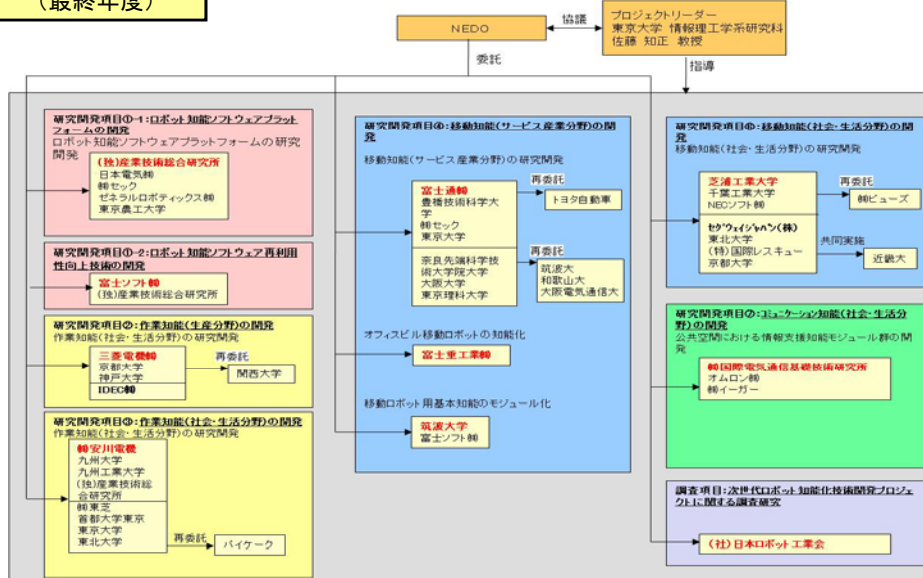 （最終年度）
NEDO
協議
プロジェクトリーダー
東京大学 情報理工学系研究科
佐藤 知正 教授
委託
指導
研究開発項目①-1:ロボット知能ソフトウェアプラット
フォームの開発
ロボット知能ソフトウェアプラットフォームの研究
開発
(独)産業技術総合研究所
日本電気㈱
㈱セック
ゼネラルロボティックス㈱
東京農工大学
研究開発項目①-2:ロボット知能ソフトウェア再利用
性向上技術の開発
富士ソフト㈱
(独)産業技術総合研究所
研究開発項目②:作業知能(生産分野)の開発
作業知能(社会・生活分野)の研究開発
三菱電機㈱
京都大学
神戸大学
IDEC㈱
再委託
関西大学
研究開発項目③:作業知能(社会・生活分野)の開発
作業知能(社会・生活分野)の研究開発
㈱安川電機
九州大学
九州工業大学
(独)産業技術総
合研究所
㈱東芝
首都大学東京
東京大学
東北大学
再委託
パイケーク
研究開発項目④:移動知能(サービス産業分野)の開
発
移動知能(サービス産業分野)の研究開発
富士通㈱
豊橋技術科学大
学
㈱セック
東京大学
再委託
トヨタ自動車
奈良先端科学技
術大学院大学
大阪大学
東京理科大学
再委託
筑波大
和歌山大
大阪電気通信大
オフィスビル移動ロボットの知能化
富士重工業㈱
移動ロボット用基本知能のモジュール化
筑波大学
富士ソフト㈱
移動知能(社会・生活分野)の開
発
移動知能(社会・生活分野)の研究開発
芝浦工業大学
千葉工業大学
NECソフト㈱
再委託
㈱ビューズ
セグウェイジャパン(株)
東北大学
(特)国際レスキュー
京都大学
共同実施
近畿大
研究開発項目⑦:コミュニケーション知能(社会・生活分
野)の開発
公共空間における情報支援知能モジュール群の開
発
㈱国際電気通信基礎技術研究所
オムロン㈱
㈱イーガー
調査項目:次世代ロボット知能化技術開発プロジェ
クトに関する調査研究
(社)日本ロボット工業会